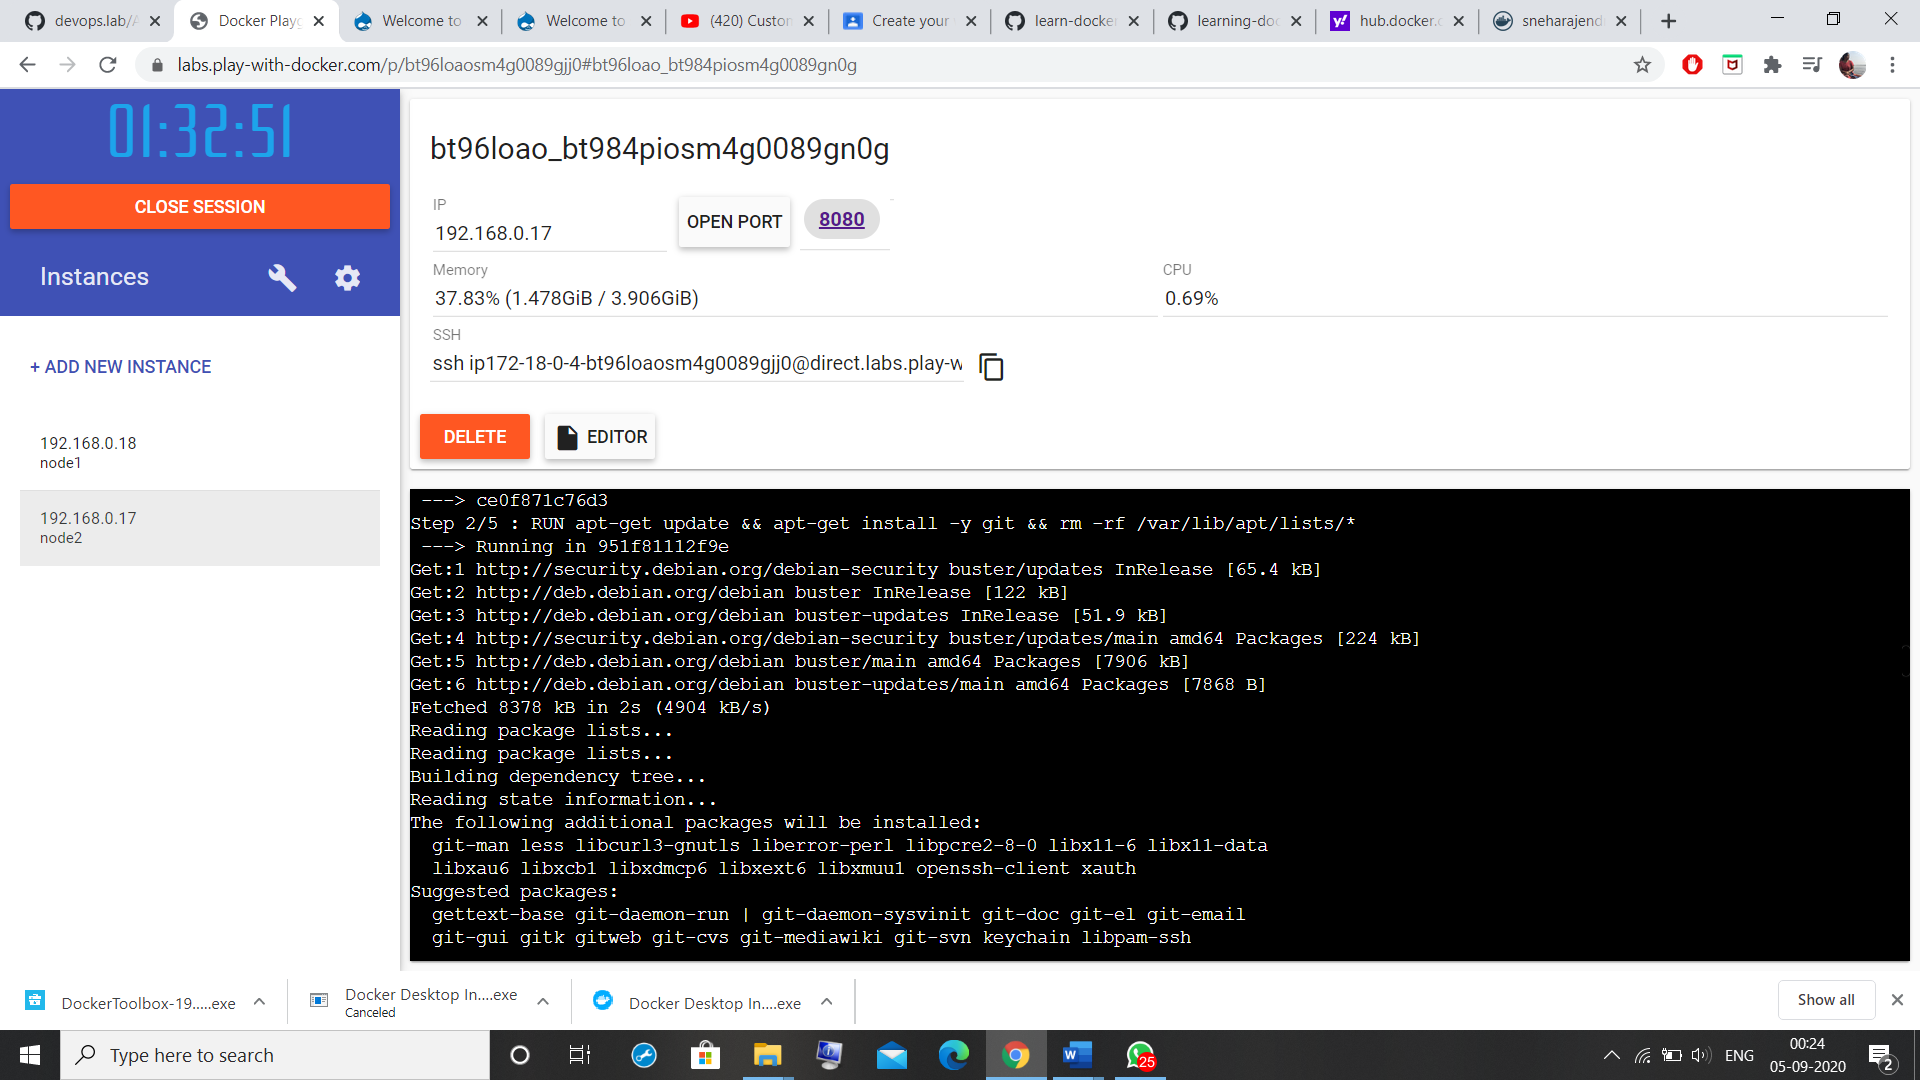 devops.lab/A
Docker Playg
Welcome to
Welcome to
(420) Custom
Create your
learn-docker
learning-doc
hub.docker.c
sneharajend
labs.play-with-docker.com/p/bt96loaosm4g0089gjj0#bt96loao_bt984piosm4g0089gn0g
01:32:51
CLOSE SESSION
Instances
+ ADD NEW INSTANCE
192.168.0.18
node1
192.168.0.17
node2
bt96loao_bt984piosm4g0089gn0g
IP
192.168.0.17
OPEN PORT
8080
Memory
37.83% (1.478GiB / 3.906GiB)
CPU
0.69%
SSH
ssh ip172-18-0-4-bt96loaosm4g0089gjj0@direct.labs.play-w
DELETE
EDITOR
---> ce0f871c76d3
Step 2/5 : RUN apt-get update && apt-get install -y git && rm -rf /var/lib/apt/lists/*
---> Running in 951f81112f9e
Get:1 http://security.debian.org/debian-security buster/updates InRelease [65.4 kB]
Get:2 http://deb.debian.org/debian buster InRelease [122 kB]
Get:3 http://deb.debian.org/debian buster-updates InRelease [51.9 kB]
Get:4 http://security.debian.org/debian-security buster/updates/main amd64 Packages [224 kB]
Get:5 http://deb.debian.org/debian buster/main amd64 Packages [7906 kB]
Get:6 http://deb.debian.org/debian buster-updates/main amd64 Packages [7868 B]
Fetched 8378 kB in 2s (4904 kB/s)
Reading package lists...
Reading package lists...
Building dependency tree...
Reading state information...
The following additional packages will be installed:
git-man less libcurl3-gnutls liberror-perl libpcre2-8-0 libx11-6 libx11-data
libxau6 libxcb1 libxdmcp6 libxext6 libxmuu1 openssh-client xauth
Suggested packages:
gettext-base git-daemon-run | git-daemon-sysvinit git-doc git-el git-email
git-gui gitk gitweb git-cvs git-mediawiki git-svn keychain libpam-ssh
DockerToolbox-19.....exe
Docker Desktop In....exe
Canceled
Docker Desktop In....exe
Show all
Type here to search
25
ENG
00:24
05-09-2020
2